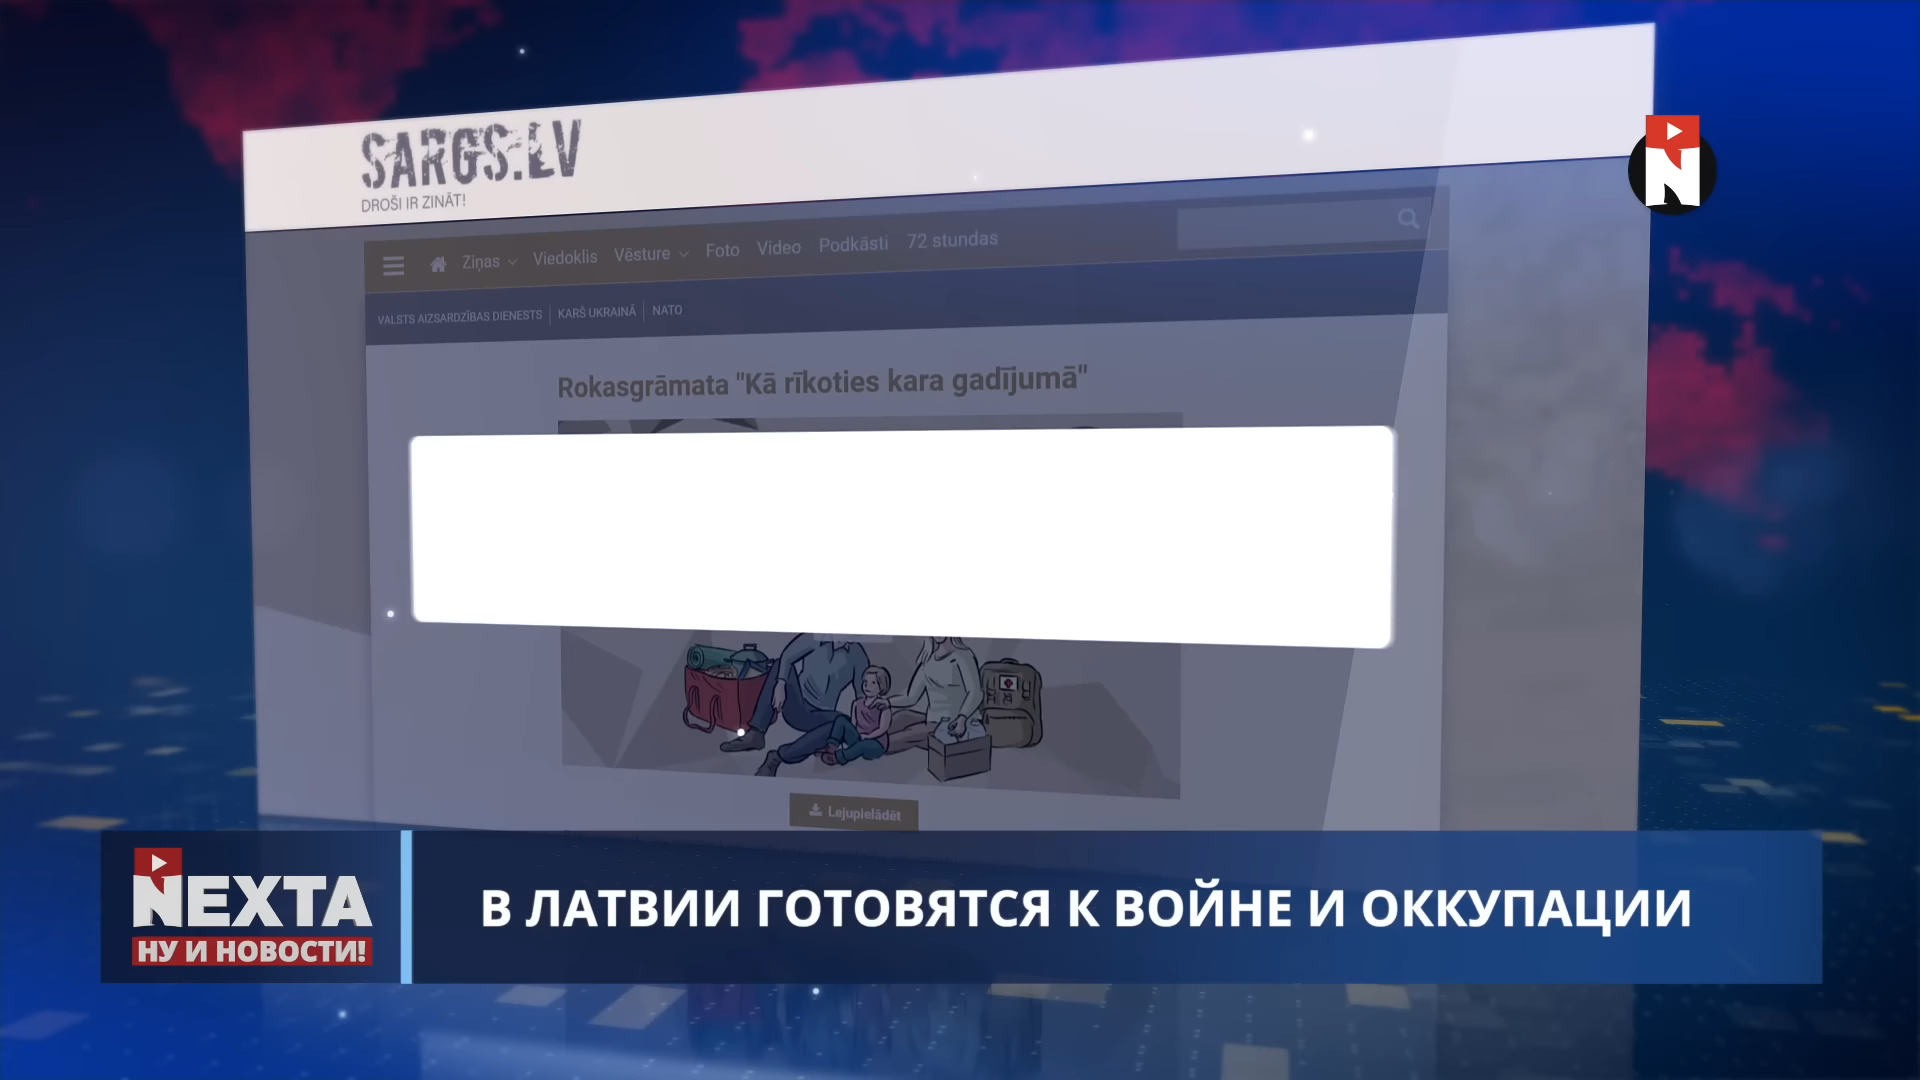 SARGS.LV
DROŠI IR ZINĀT!
Ziņas Viedoklis Vēsture Foto Video Podkāsti 72 stundas
VALSTS AIZSARDZĪBAS DIENESTS KARŠ UKRAINĀ NATO
Rokasgrāmata "Kā rīkoties kara gadījumā"
Lejupielādēt
NEXTA
НУ И НОВОСТИ!
В ЛАТВИИ ГОТОВЯТСЯ К ВОЙНЕ И ОККУПАЦИИ